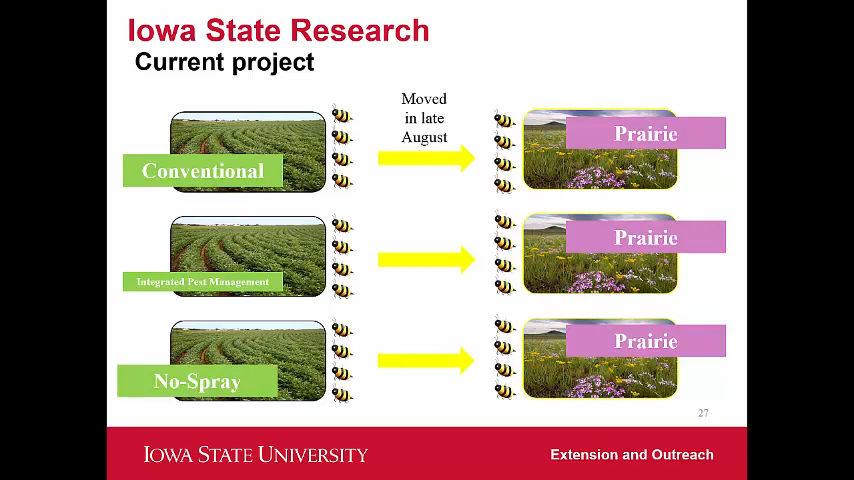 Iowa State Research
Current project
Moved
in late
August
Conventional
Prairie
Integrated Pest Management
Prairie
No-Spray
Prairie
27
IOWA STATE UNIVERSITY
Extension and Outreach